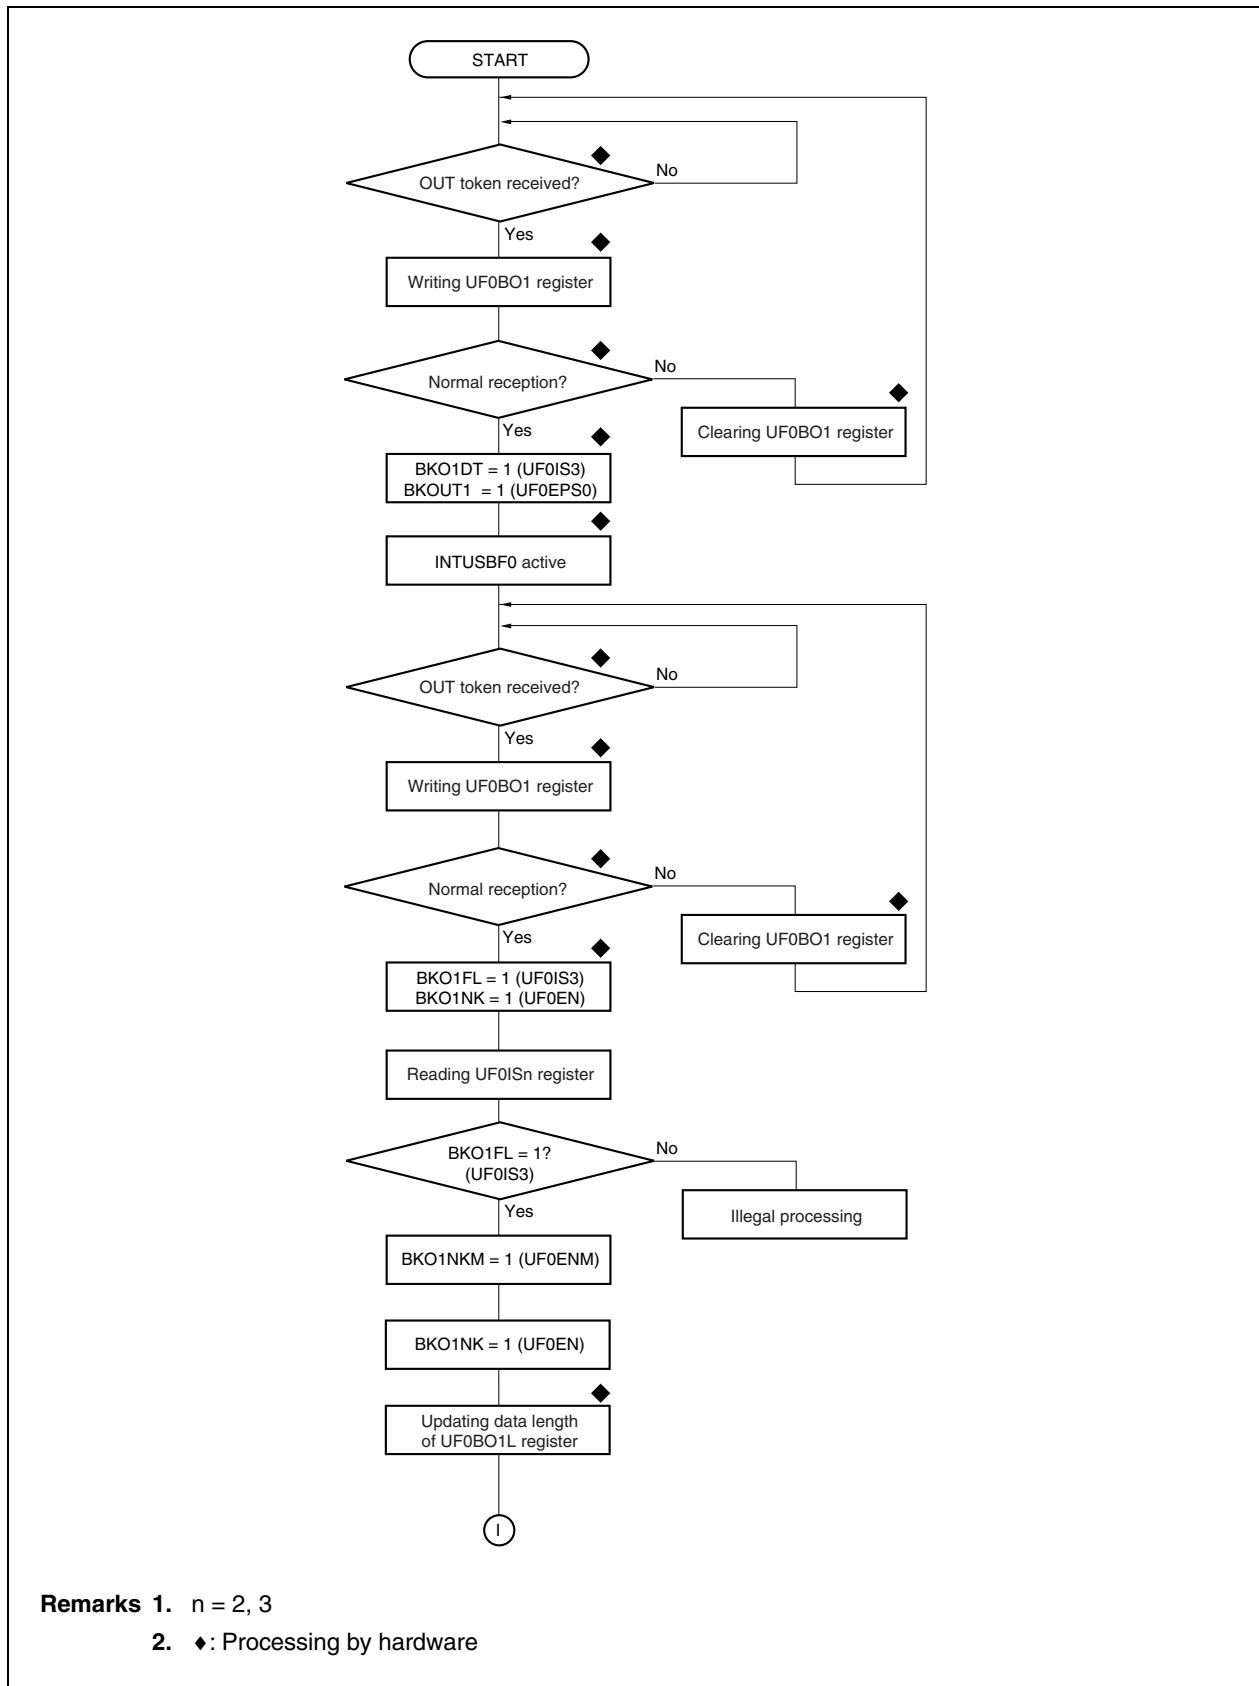 START
OUT token received?
No
Yes
Writing UF0BO1 register
Normal reception?
No
Clearing UF0BO1 register
Yes
BKO1DT = 1 (UF0IS3)
BKOUT1 = 1 (UF0EPS0)
INTUSBF0 active
OUT token received?
No
Yes
Writing UF0BO1 register
Normal reception?
No
Clearing UF0BO1 register
Yes
BKO1FL = 1 (UF0IS3)
BKO1NK = 1 (UF0EN)
Reading UF0ISn register
BKO1FL = 1?
(UF0IS3)
No
Illegal processing
Yes
BKO1NKM = 1 (UF0ENM)
BKO1NK = 1 (UF0EN)
Updating data length
of UF0BO1L register
I
Remarks 1. n = 2, 3
2. ♦: Processing by hardware